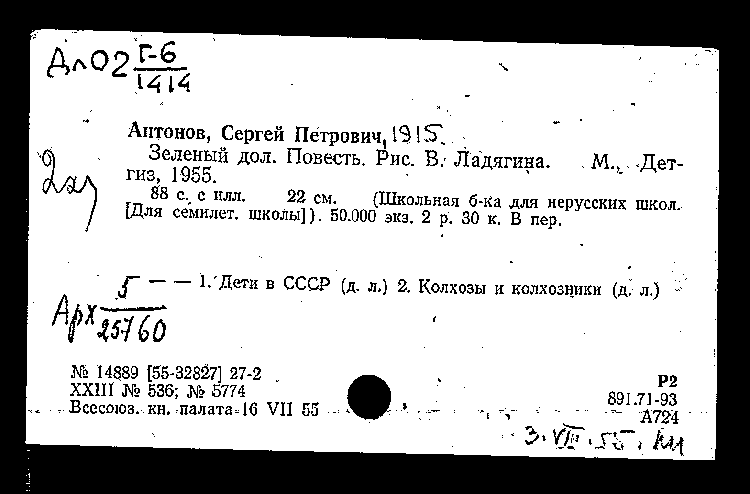 Дл02 Г-6
1414
Антонов, Сергей Петрович, 1915.
Зеленый дол. Повесть. Рис. В. Ладягина. М., Дет-
гиз, 1955.
2хз
88 с. с илл. 22 см. (Школьная б-ка для нерусских школ.
[Для семилет. школы]). 50.000 экз. 2 р. 30 к. В пер.
5 — — 1. Дети в СССР (д. л.) 2. Колхозы и колхозники (д. л.)
Арх 25760
№ 14889 [55-32827] 27-2
XXIII № 536; № 5774
Всесоюз. кн. палата 16 VII 55
Р2
891.71-93
А724
3.VIII.55.